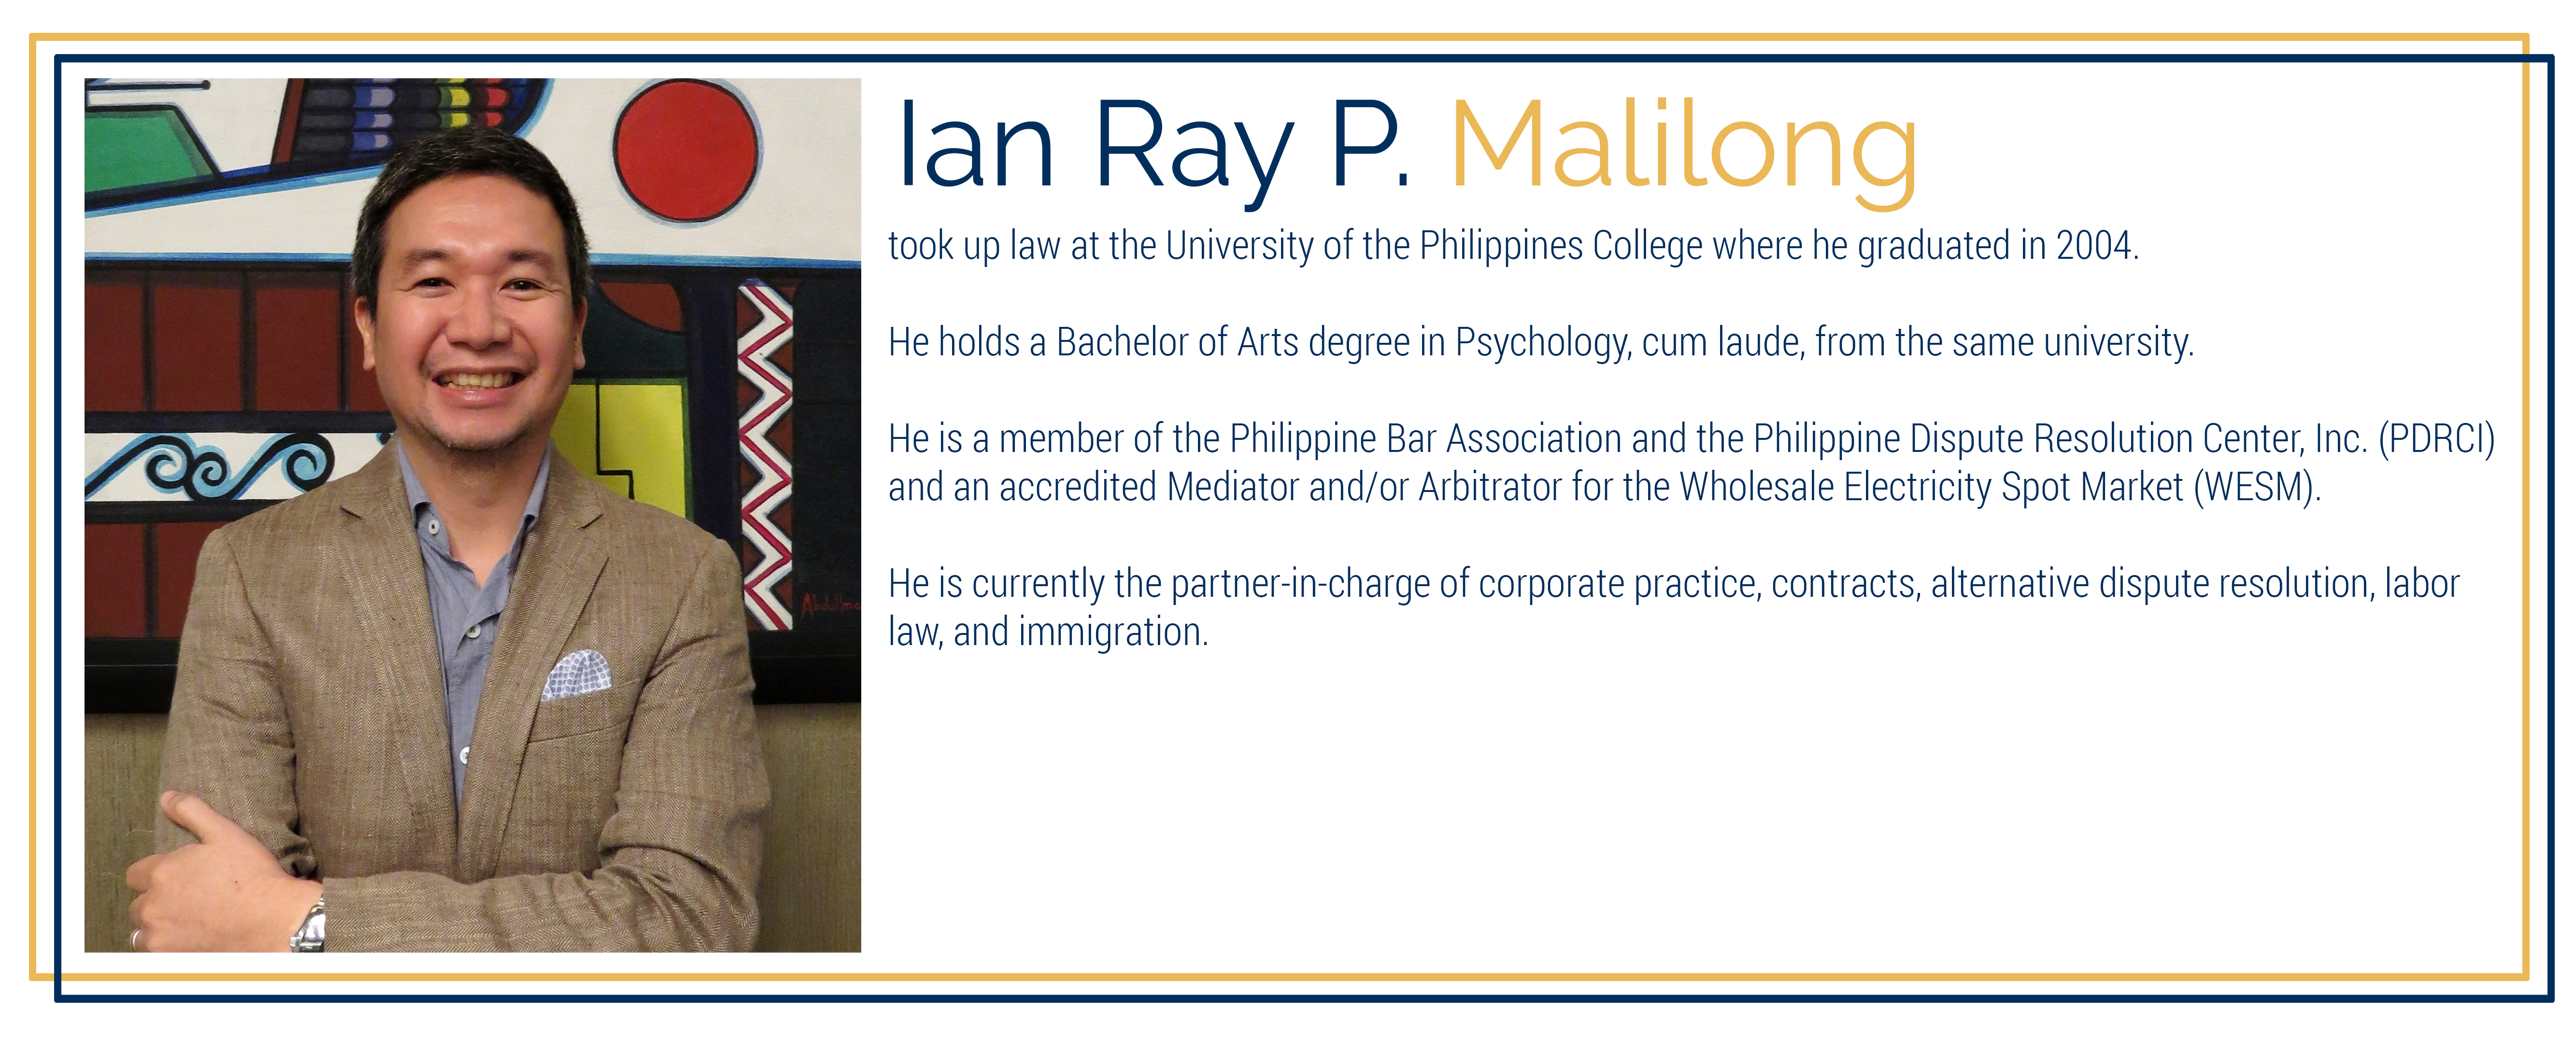 Ian Ray P. Malilong
took up law at the University of the Philippines College where he graduated in 2004.
He holds a Bachelor of Arts degree in Psychology, cum laude, from the same university.
He is a member of the Philippine Bar Association and the Philippine Dispute Resolution Center, Inc. (PDRCI)
and an accredited Mediator and/or Arbitrator for the Wholesale Electricity Spot Market (WESM).
He is currently the partner-in-charge of corporate practice, contracts, alternative dispute resolution, labor
law, and immigration.